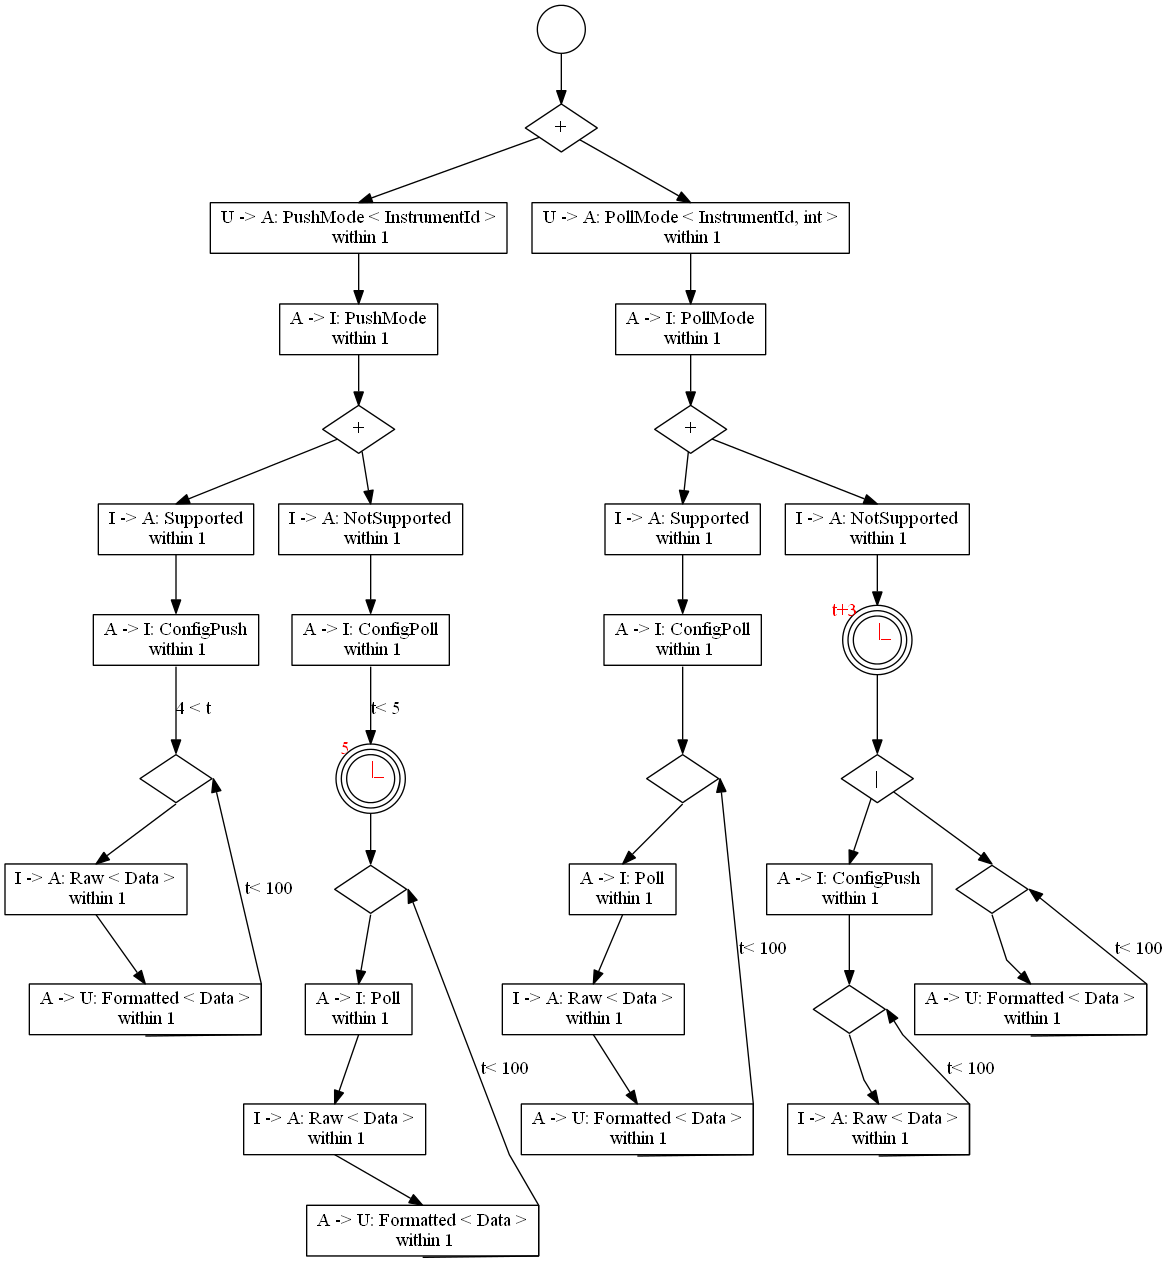 +
U -> A: PushMode < InstrumentId >
within 1
U -> A: PollMode < InstrumentId, int >
within 1
A -> I: PushMode
within 1
A -> I: PollMode
within 1
+
+
I -> A: Supported
within 1
I -> A: NotSupported
within 1
I -> A: Supported
within 1
I -> A: NotSupported
within 1
A -> I: ConfigPush
within 1
A -> I: ConfigPoll
within 1
A -> I: ConfigPoll
within 1
t+3
4 < t
t< 5
5
|
I -> A: Raw < Data >
within 1
t< 100
A -> I: Poll
within 1
A -> I: ConfigPush
within 1
t< 100
t< 100
A -> U: Formatted < Data >
within 1
A -> I: Poll
within 1
I -> A: Raw < Data >
within 1
A -> U: Formatted < Data >
within 1
t< 100
t< 100
I -> A: Raw < Data >
within 1
A -> U: Formatted < Data >
within 1
I -> A: Raw < Data >
within 1
A -> U: Formatted < Data >
within 1